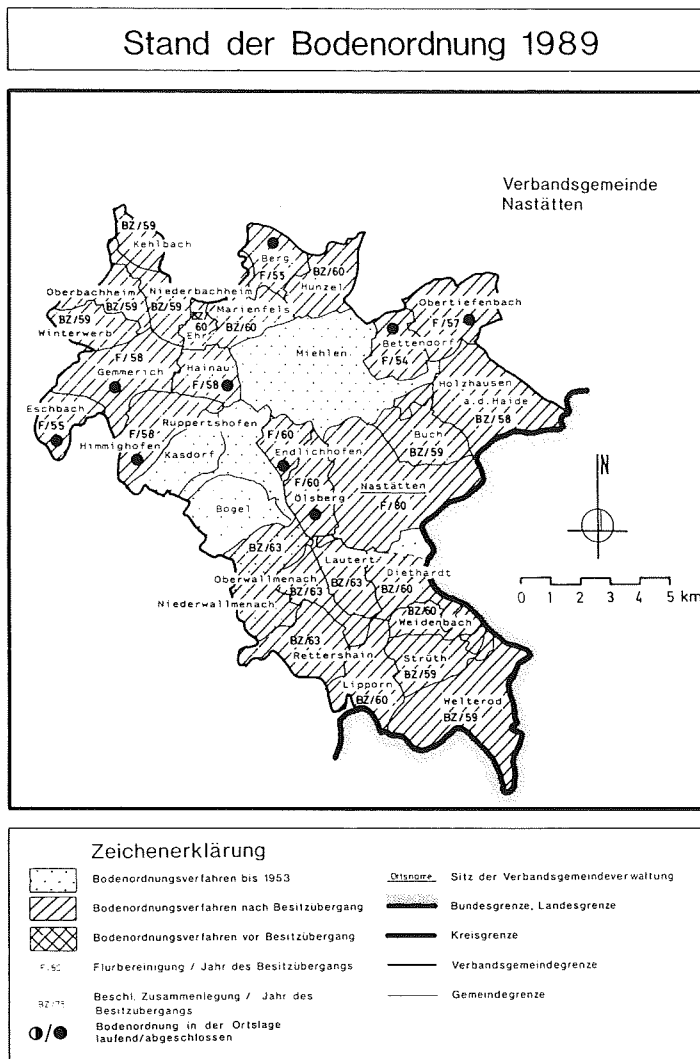 Stand der Bodenordnung 1989
Verbandsgemeinde
Nastätten
BZ/59
Kehlbach
Berg
F/55
BZ/60
Hunzel
Oberbachheim
BZ/59
Niederbachheim
BZ/59
BZ/60
Ehr
Marienfels
BZ/60
Obertiefenbach
F/57
BZ/59
Winterwerb
Miehlen
Bettendorf
F/54
F/58
Gemmerich
Hainau
F/58
Holzhausen
a.d.Haide
BZ/58
Eschbach
F/55
F/58
Himmighofen
Ruppertshofen
Kasdorf
F/60
Endlichhofen
Buch
BZ/59
F/60
Ölsberg
Nastätten
F/80
Bogel
BZ/63
Lautert
BZ/63
Diethardt
BZ/60
Oberwallmenach
BZ/63
Niederwallmenach
BZ/60
Weidenbach
BZ/63
Rettershain
Strüth
BZ/59
Lipporn
BZ/60
Welterod
BZ/59
N
0 1 2 3 4 5 km
Zeichenerklärung
Bodenordnungsverfahren bis 1953
Bodenordnungsverfahren nach Besitzübergang
Bodenordnungsverfahren vor Besitzübergang
Flurbereinigung / Jahr des Besitzübergangs
BZ/75 Beschl. Zusammenlegung / Jahr des
Besitzübergangs
Bodenordnung in der Ortslage
laufend/abgeschlossen
Ortsname Sitz der Verbandsgemeindeverwaltung
Bundesgrenze, Landesgrenze
Kreisgrenze
Verbandsgemeindegrenze
Gemeindegrenze